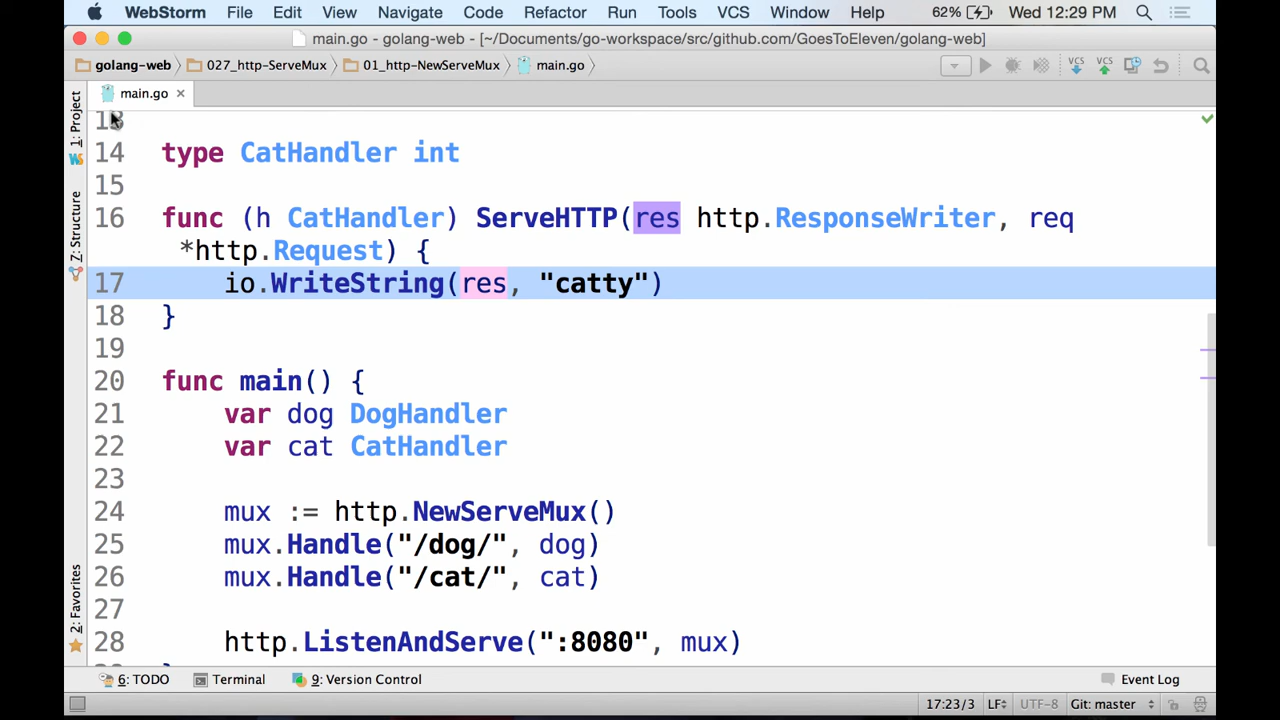 WebStorm File Edit View Navigate Code Refactor Run Tools VCS Window Help 62% Wed 12:29 PM
main.go - golang-web - [~/Documents/go-workspace/src/github.com/GoesToEleven/golang-web]
golang-web 027_http-ServeMux 01_http-NewServeMux main.go VCS VCS
main.go
1: Project
Z: Structure
2: Favorites
13
14 type CatHandler int
15
16 func (h CatHandler) ServeHTTP(res http.ResponseWriter, req
*http.Request) {
17 io.WriteString(res, "catty")
18 }
19
20 func main() {
21 var dog DogHandler
22 var cat CatHandler
23
24 mux := http.NewServeMux()
25 mux.Handle("/dog/", dog)
26 mux.Handle("/cat/", cat)
27
28 http.ListenAndServe(":8080", mux)
6: TODO Terminal 9: Version Control Event Log
17:23/3 LF UTF-8 Git: master